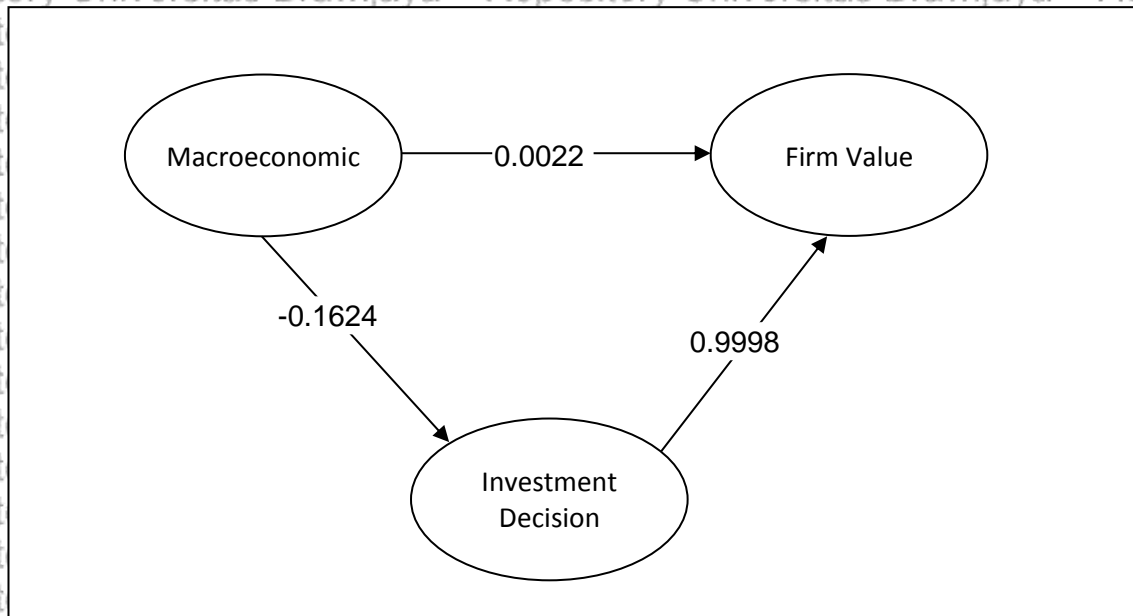 Macroeconomic
0.0022
Firm Value
-0.1624
0.9998
Investment
Decision